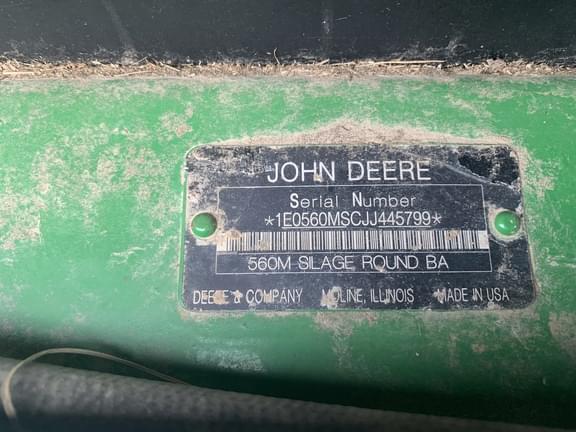 JOHN DEERE
Serial Number
*1E0560MSCJJ445799*
560M SILAGE ROUND BA
DEERE & COMPANY MOLINE, ILLINOIS MADE IN USA